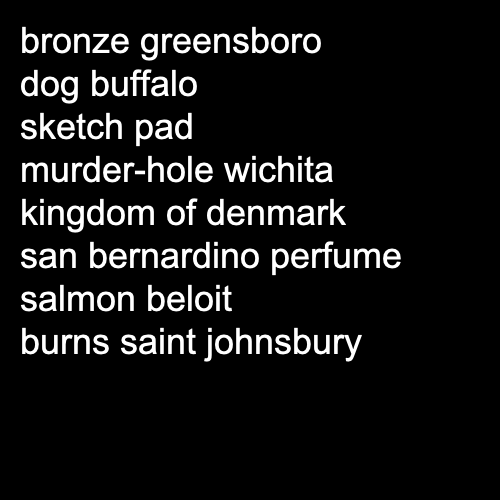 bronze greensboro
dog buffalo
sketch pad
murder-hole wichita
kingdom of denmark
san bernardino perfume
salmon beloit
burns saint johnsbury